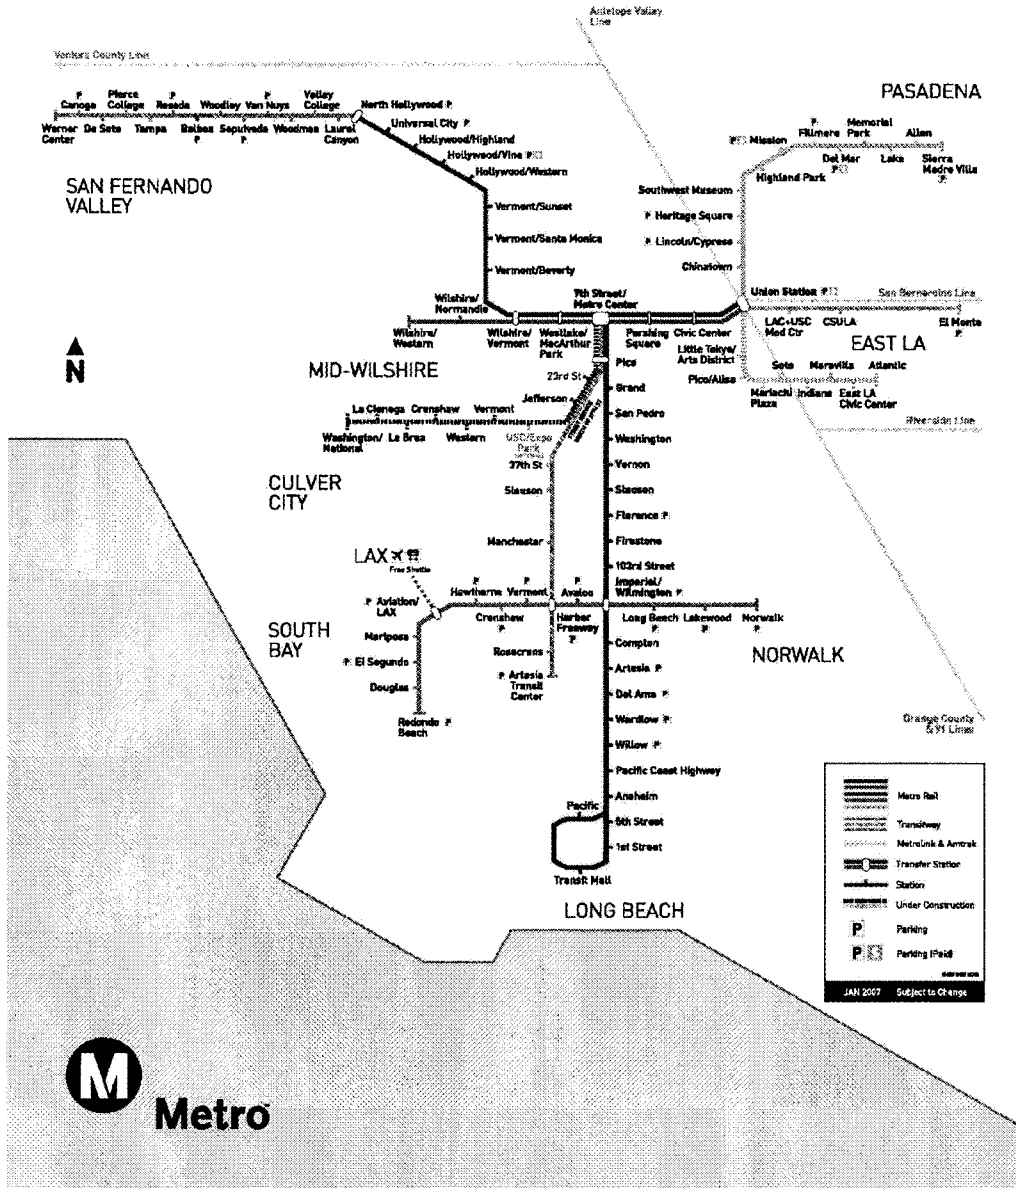 Antelope Valley
Line
Ventura County Line
PASADENA
Canoga
Pierce
College
Reseda
Woodley
Van Nuys
Valley
College
North Hollywood P
Warner
Center
De Soto
Tampa
Balboa
Sepulveda
Woodman
Laurel
Canyon
Universal City P
Hollywood/Highland
Hollywood/Vine P
Hollywood/Western
Vermont/Sunset
Vermont/Santa Monica
Vermont/Beverly
SAN FERNANDO
VALLEY
Mission
Fillmore
Memorial
Park
Allen
Highland Park
Del Mar
Lake
Sierra
Madre Villa
Southwest Museum
P Heritage Square
P Lincoln/Cypress
Chinatown
Union Station P
San Bernardino Line
Wilshire/
Normandie
7th Street/
Metro Center
Wilshire/
Western
Wilshire/
Vermont
Westlake/
MacArthur
Park
Pershing
Square
Civic Center
LAC+USC
Med Ctr
CSULA
El Monte
P
EAST LA
Little Tokyo/
Arts District
Pico/Aliso
Soto
Maravilla
Atlantic
Mariachi
Plaza
Indiana
East LA
Civic Center
Riverside Line
N
MID-WILSHIRE
Pico
23rd St
Grand
Jefferson
San Pedro
La Cienega
Crenshaw
Vermont
Washington/
National
La Brea
Western
USC/Expo
Park
Washington
37th St
Vernon
Slauson
Slauson
CULVER
CITY
Florence P
Manchester
Firestone
103rd Street
LAX
Free Shuttle
Imperial/
Wilmington P
P Aviation/
LAX
Hawthorne
Vermont
Avalon
Crenshaw
P
Harbor
Freeway
P
Long Beach
P
Lakewood
P
Norwalk
P
SOUTH
BAY
Mariposa
P El Segundo
Douglas
Redondo P
Beach
Rosecrans
P Artesia
Transit
Center
NORWALK
Compton
Artesia P
Del Amo P
Wardlow P
Willow P
Pacific Coast Highway
Anaheim
Pacific
5th Street
1st Street
Transit Mall
LONG BEACH
Orange County
& 91 Lines
Metro Rail
Transitway
Metrolink & Amtrak
Transfer Station
Station
Under Construction
P Parking
P Parking (Paid)
JAN 2007 Subject to Change
M
Metro